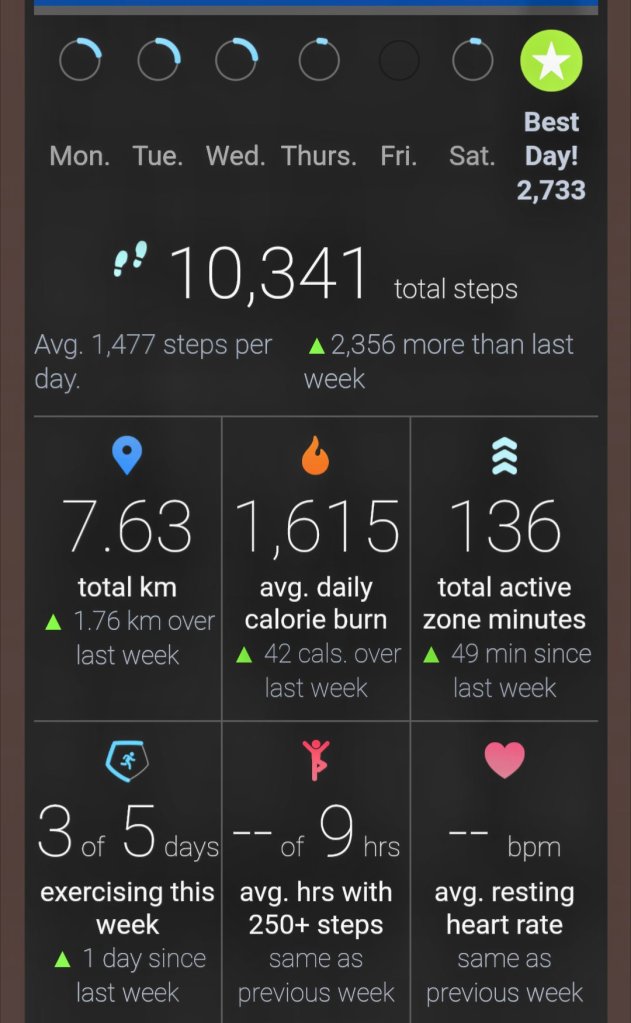 Mon. Tue. Wed. Thurs. Fri. Sat. Best Day! 2,733
10,341 total steps
Avg. 1,477 steps per day.
▲2,356 more than last week
7.63
total km
▲ 1.76 km over
last week
1,615
avg. daily
calorie burn
▲ 42 cals. over
last week
136
total active
zone minutes
▲ 49 min since
last week
3 of 5 days
exercising this
week
▲ 1 day since
last week
-- of 9 hrs
avg. hrs with
250+ steps
same as
previous week
-- bpm
avg. resting
heart rate
same as
previous week